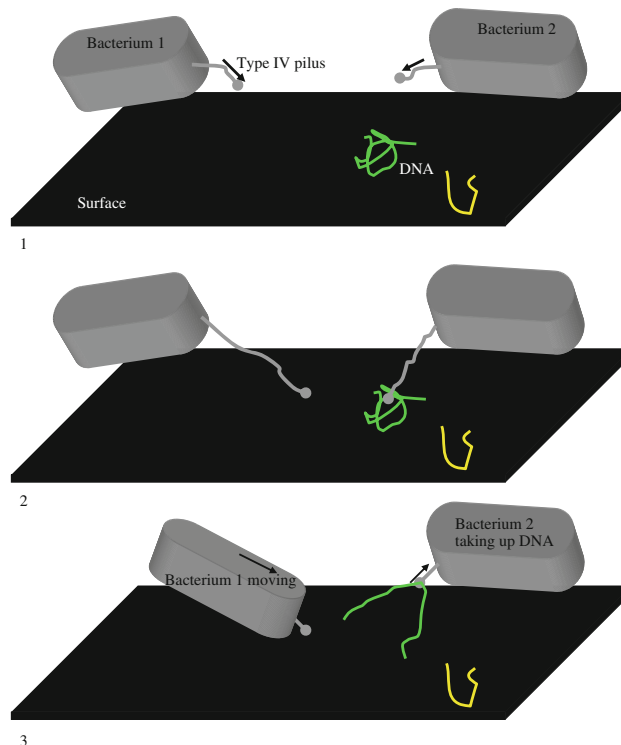 Bacterium 1
Bacterium 2
Type IV pilus
DNA
Surface
1
2
Bacterium 2
taking up DNA
Bacterium 1 moving
3